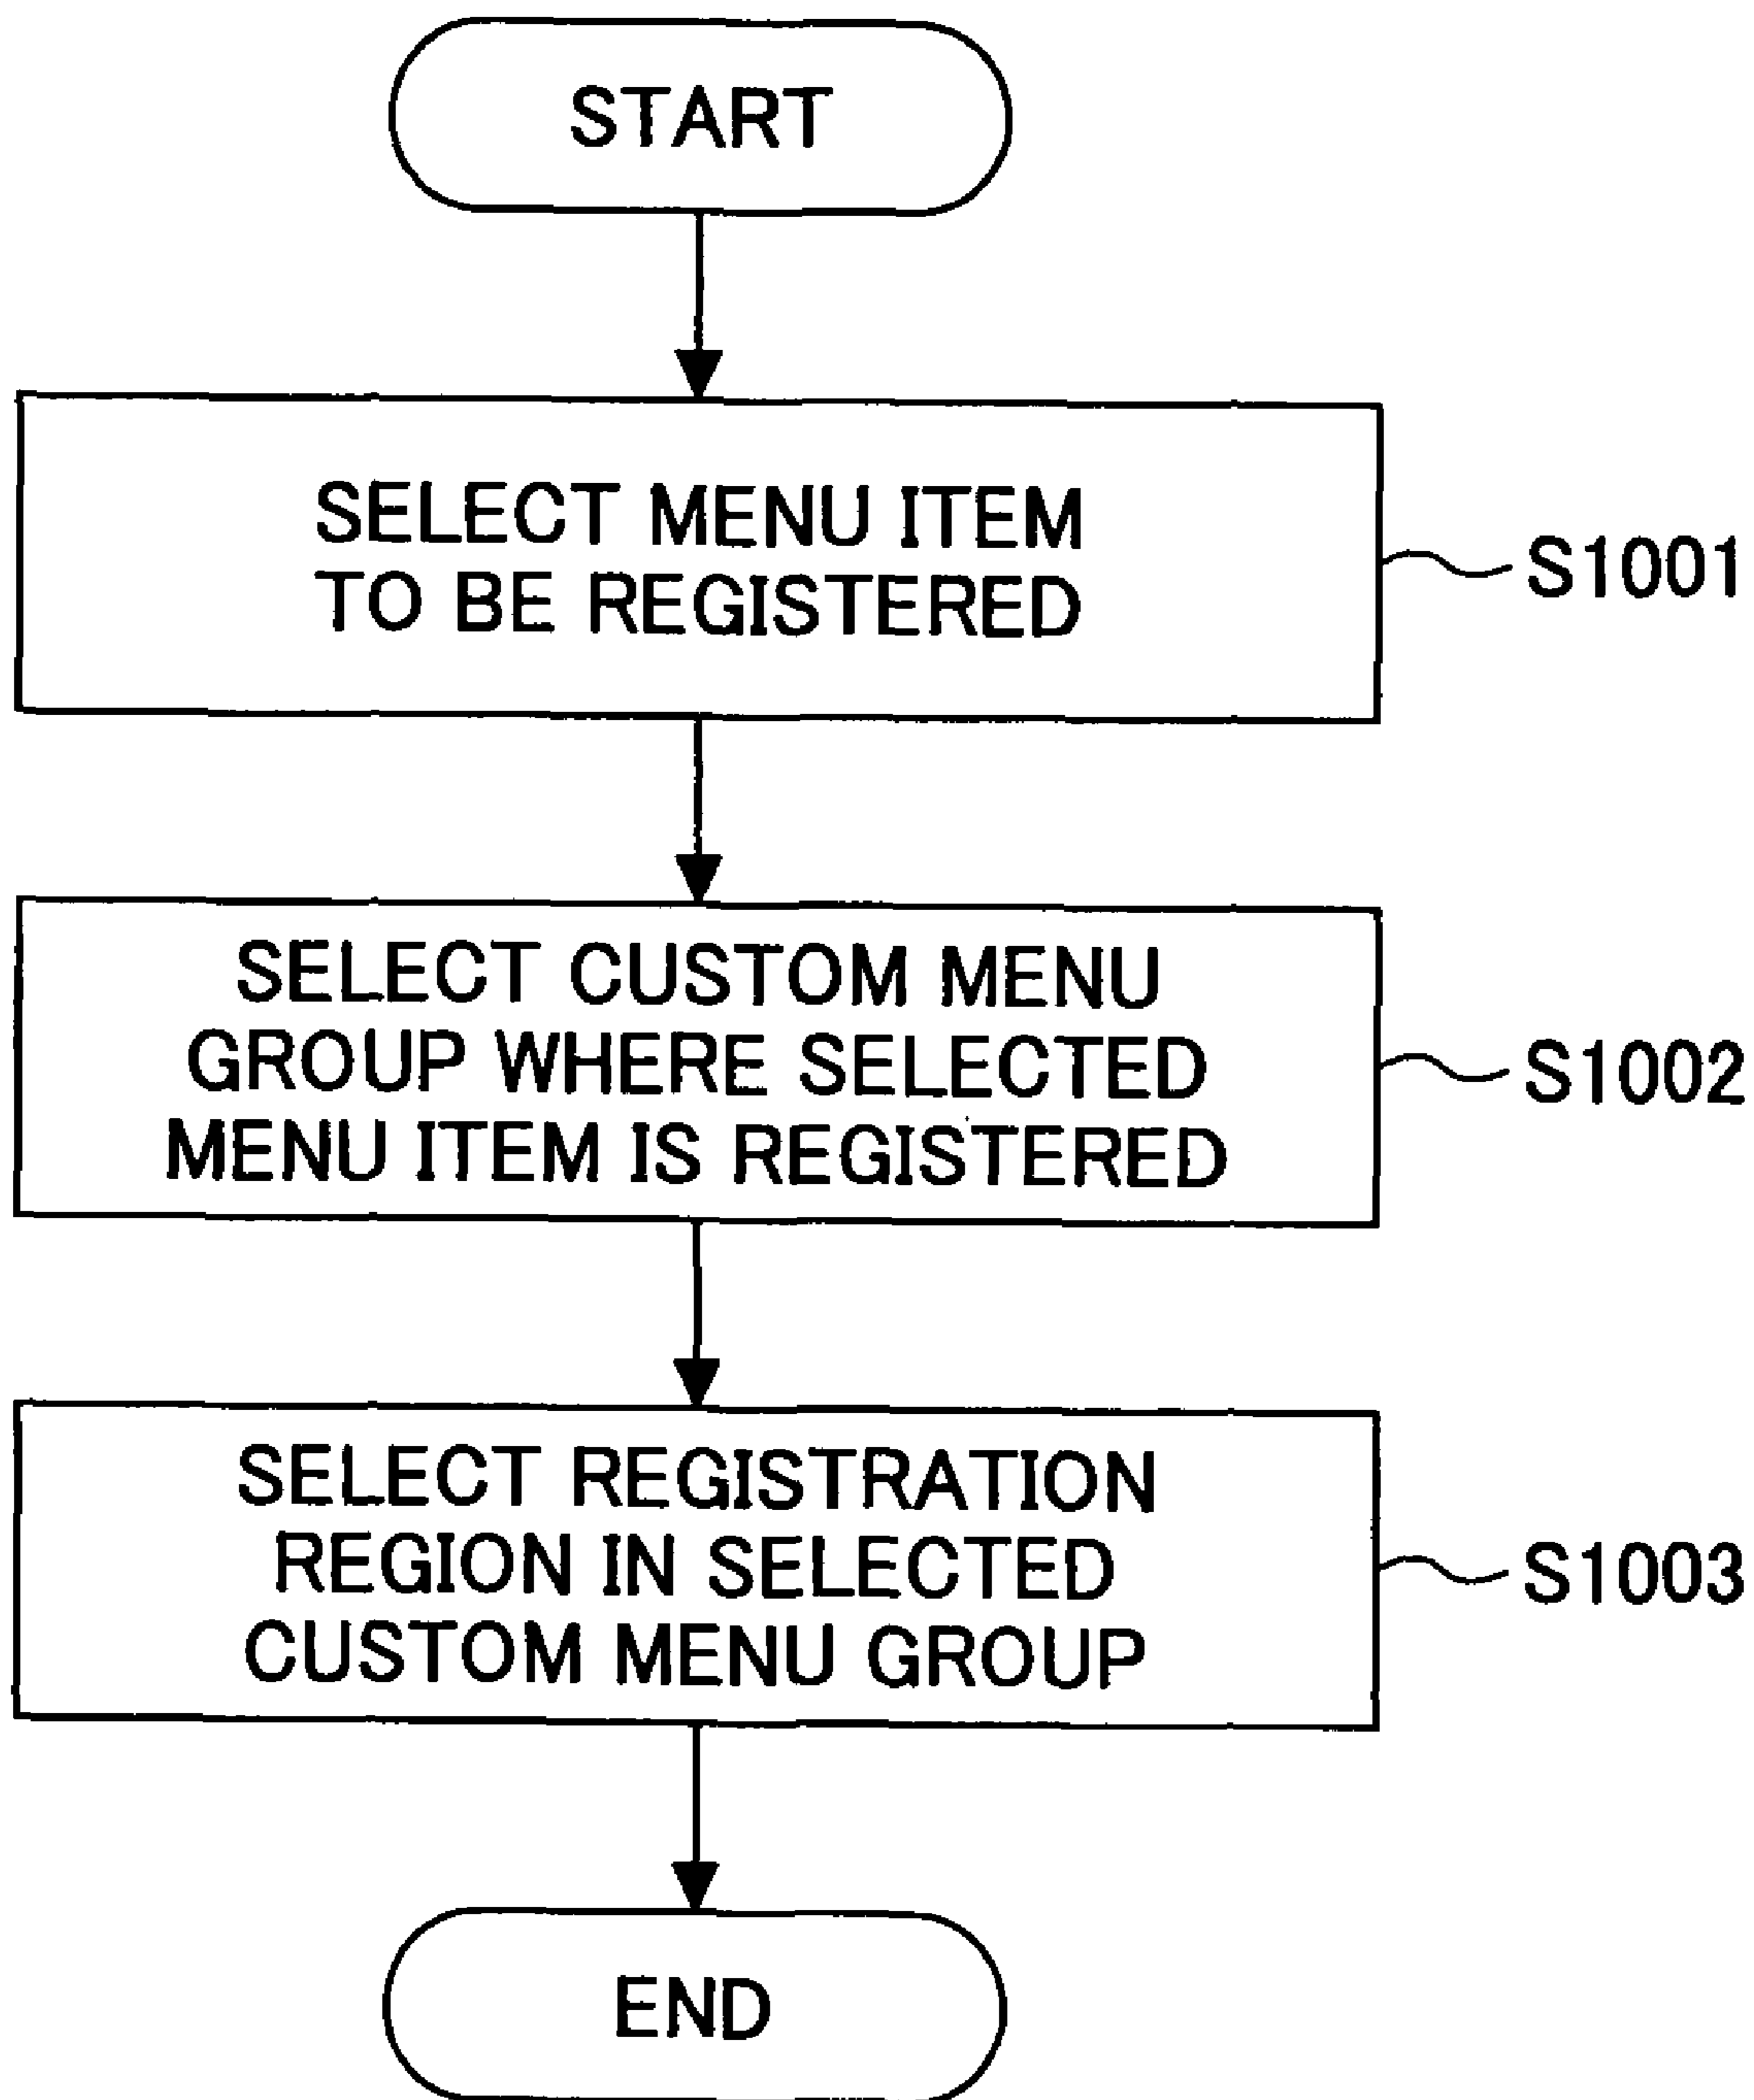 START
SELECT MENU ITEM
TO BE REGISTERED
S1001
SELECT CUSTOM MENU
GROUP WHERE SELECTED
MENU ITEM IS REGISTERED
S1002
SELECT REGISTRATION
REGION IN SELECTED
CUSTOM MENU GROUP
S1003
END